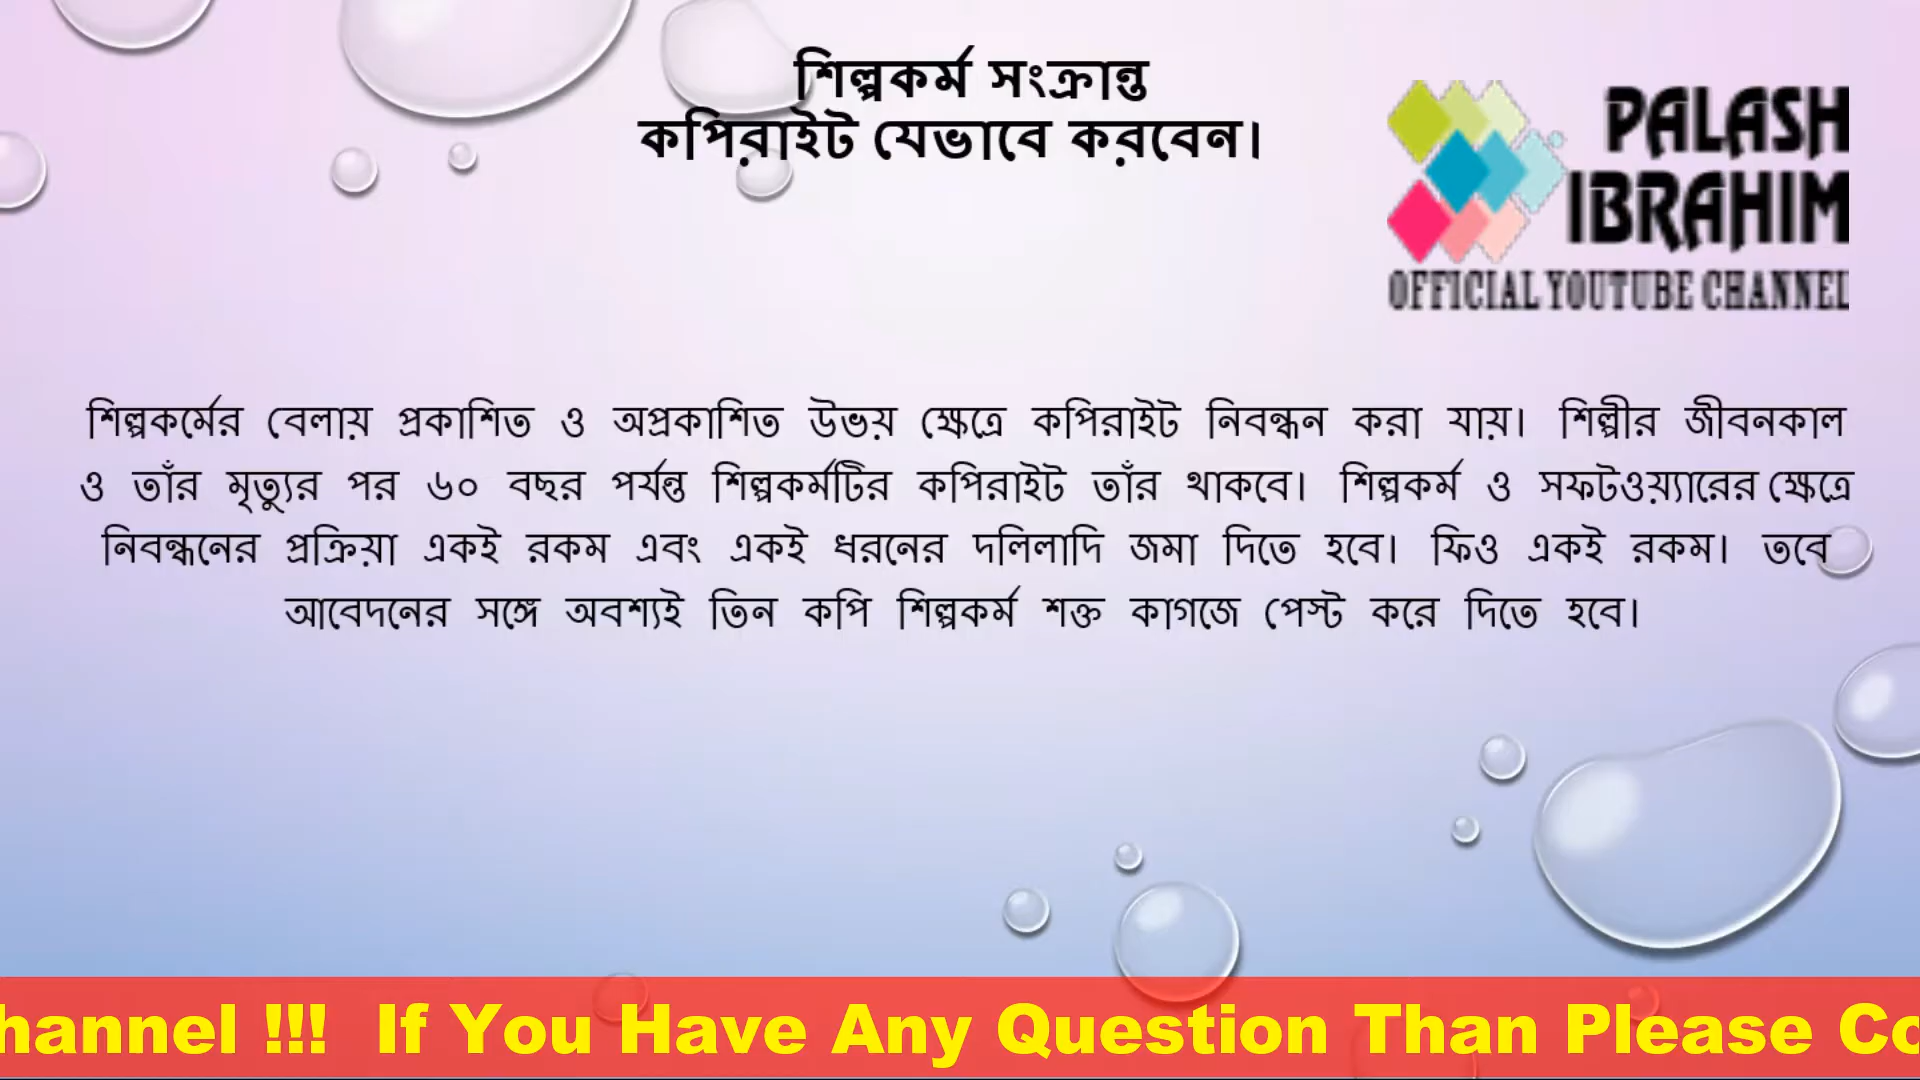 শিল্পকর্ম সংক্রান্ত
কপিরাইট যেভাবে করবেন।
PALASH
IBRAHIM
OFFICIAL YOUTUBE CHANNEL
শিল্পকর্মের বেলায় প্রকাশিত ও অপ্রকাশিত উভয় ক্ষেত্রে কপিরাইট নিবন্ধন করা যায়। শিল্পীর জীবনকাল
ও তাঁর মৃত্যুর পর ৬০ বছর পর্যন্ত শিল্পকর্মটির কপিরাইট তাঁর থাকবে। শিল্পকর্ম ও সফটওয়্যারের ক্ষেত্রে
নিবন্ধনের প্রক্রিয়া একই রকম এবং একই ধরনের দলিলাদি জমা দিতে হবে। ফিও একই রকম। তবে
আবেদনের সঙ্গে অবশ্যই তিন কপি শিল্পকর্ম শক্ত কাগজে পেস্ট করে দিতে হবে।
hannel !!! If You Have Any Question Than Please Co